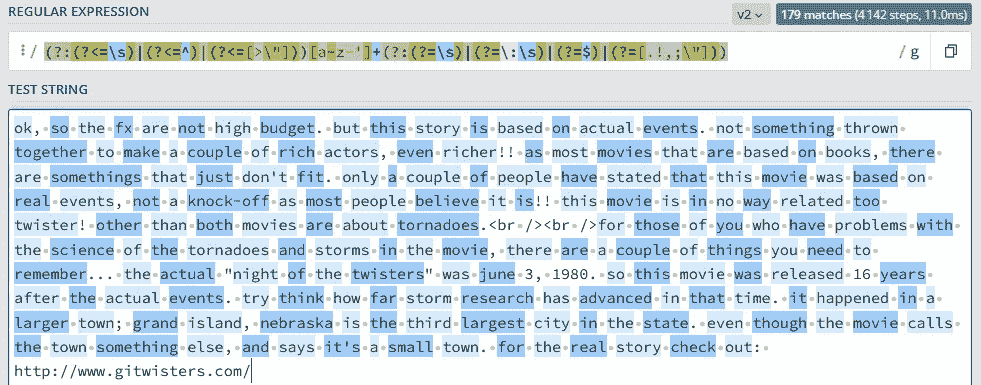 REGULAR EXPRESSION
v2
179 matches (4 142 steps, 11.0ms)
/ (?:(?<=\s)|(?<=^)|(?<=[>\"]))[a-z-']+(?:(?=\s)|(?=\:\s)|(?=$)|(?=[.!,;\"])) / g
TEST STRING
ok, so the fx are not high budget. but this story is based on actual events. not something thrown
together to make a couple of rich actors, even richer!! as most movies that are based on books, there
are somethings that just don't fit. only a couple of people have stated that this movie was based on
real events, not a knock-off as most people believe it is!! this movie is in no way related too
twister! other than both movies are about tornadoes.<br /><br />for those of you who have problems with
the science of the tornadoes and storms in the movie, there are a couple of things you need to
remember... the actual "night of the twisters" was june 3, 1980. so this movie was released 16 years
after the actual events. try think how far storm research has advanced in that time. it happened in a
larger town; grand island, nebraska is the third largest city in the state. even though the movie calls
the town something else, and says it's a small town. for the real story check out:
http://www.gitwisters.com/